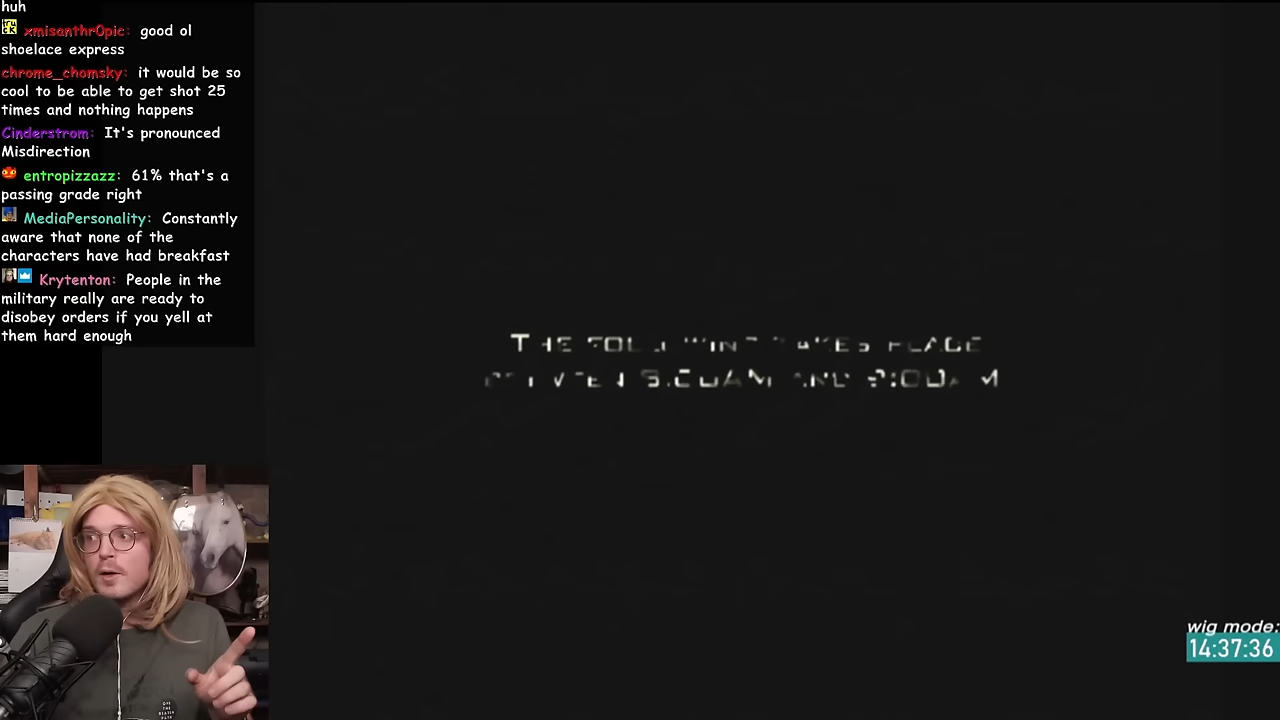 huh
xmisanthr0pic: good ol
shoelace express
chrome_chomsky: it would be so
cool to be able to get shot 25
times and nothing happens
Cinderstrom: It's pronounced
Misdirection
entropizzazz: 61% that's a
passing grade right
MediaPersonality: Constantly
aware that none of the
characters have had breakfast
Krytenton: People in the
military really are ready to
disobey orders if you yell at
them hard enough
THE FOLLOWING TAKES PLACE
wig mode:
14:37:36